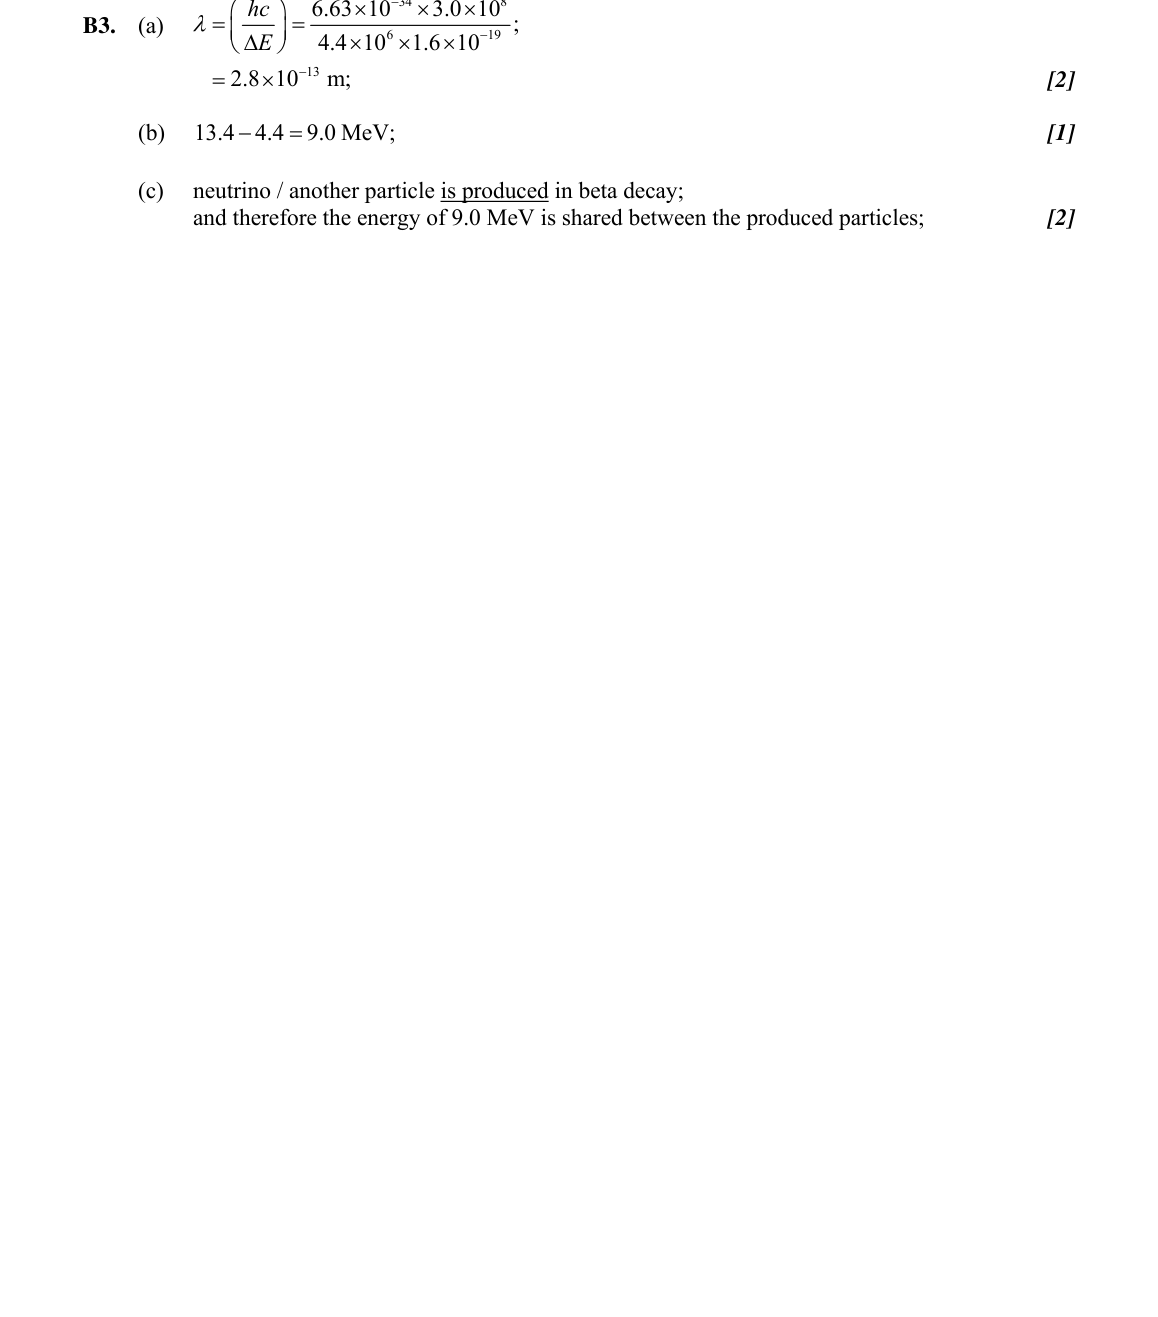 B3. (a) λ = (hc/ΔE) = 6.63×10⁻³⁴ ×3.0×10⁸ / 4.4×10⁶ ×1.6×10⁻¹⁹ ;
= 2.8×10⁻¹³ m; [2]
(b) 13.4 − 4.4 = 9.0 MeV; [1]
(c) neutrino / another particle is produced in beta decay;
and therefore the energy of 9.0 MeV is shared between the produced particles; [2]